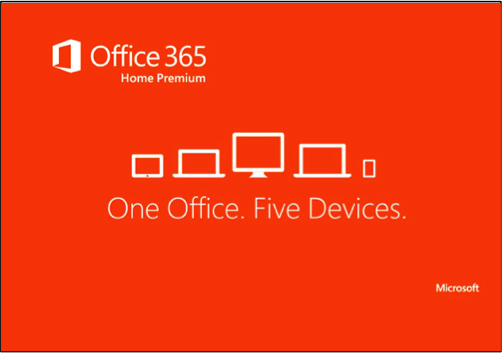 Office 365
Home Premium
One Office. Five Devices.
Microsoft